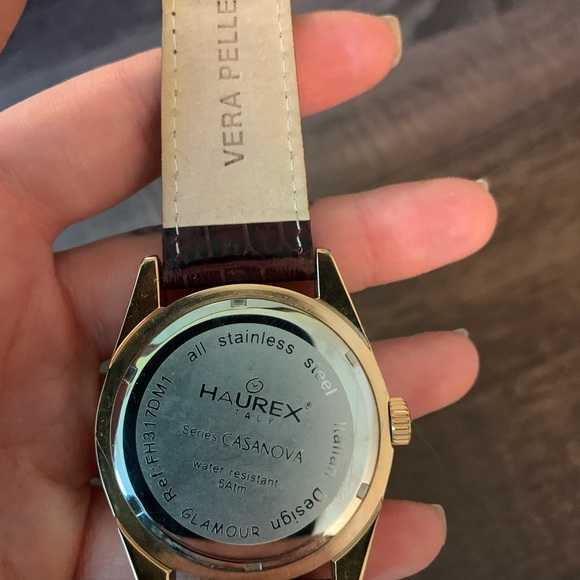 VERA PELLE
all stainless steel
Italian Design
GLAMOUR
Ref:FH317DM1
HAUREX®
ITALY
Series CASANOVA
water resistant
5Atm